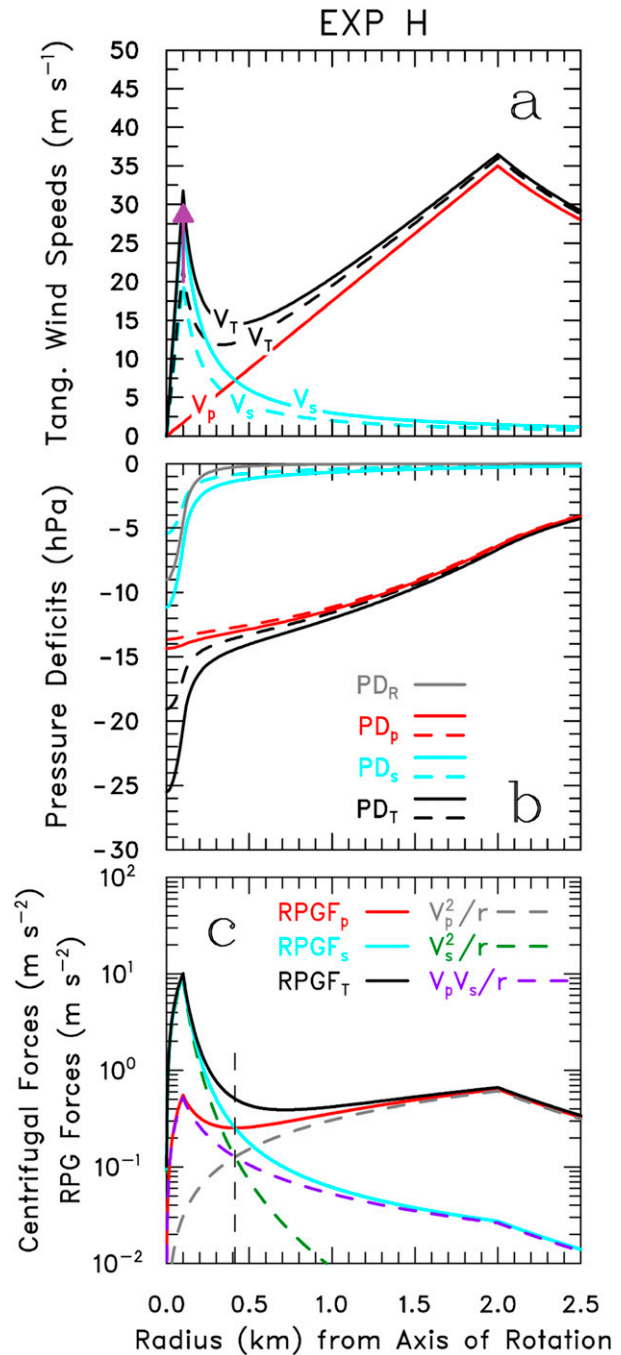 EXP H
Tang. Wind Speeds (m s⁻¹)
50
45
40
35
30
25
20
15
10
5
0
a
V_T
V_T
V_p
V_s
V_s
Pressure Deficits (hPa)
0
-5
-10
-15
-20
-25
-30
PD_R
PD_p
PD_s
PD_T
b
Centrifugal Forces (m s⁻²)
RPG Forces (m s⁻²)
10²
10¹
10⁰
10⁻¹
10⁻²
c
RPGF_p V_p²/r
RPGF_s V_s²/r
RPGF_T V_pV_s/r
0.0 0.5 1.0 1.5 2.0 2.5
Radius (km) from Axis of Rotation